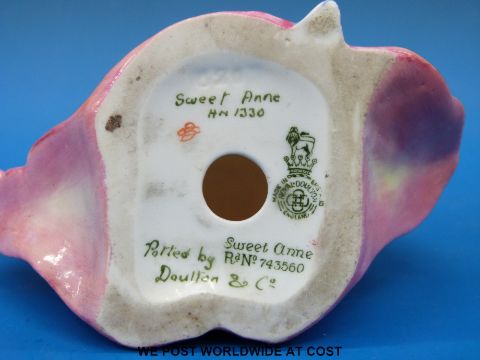 Sweet Anne
HN 1330
MADE IN
ROYAL DOULTON
ENGLAND
Potted by
Doulton & Co
Sweet Anne
Rd No 743560
WE POST WORLDWIDE AT COST